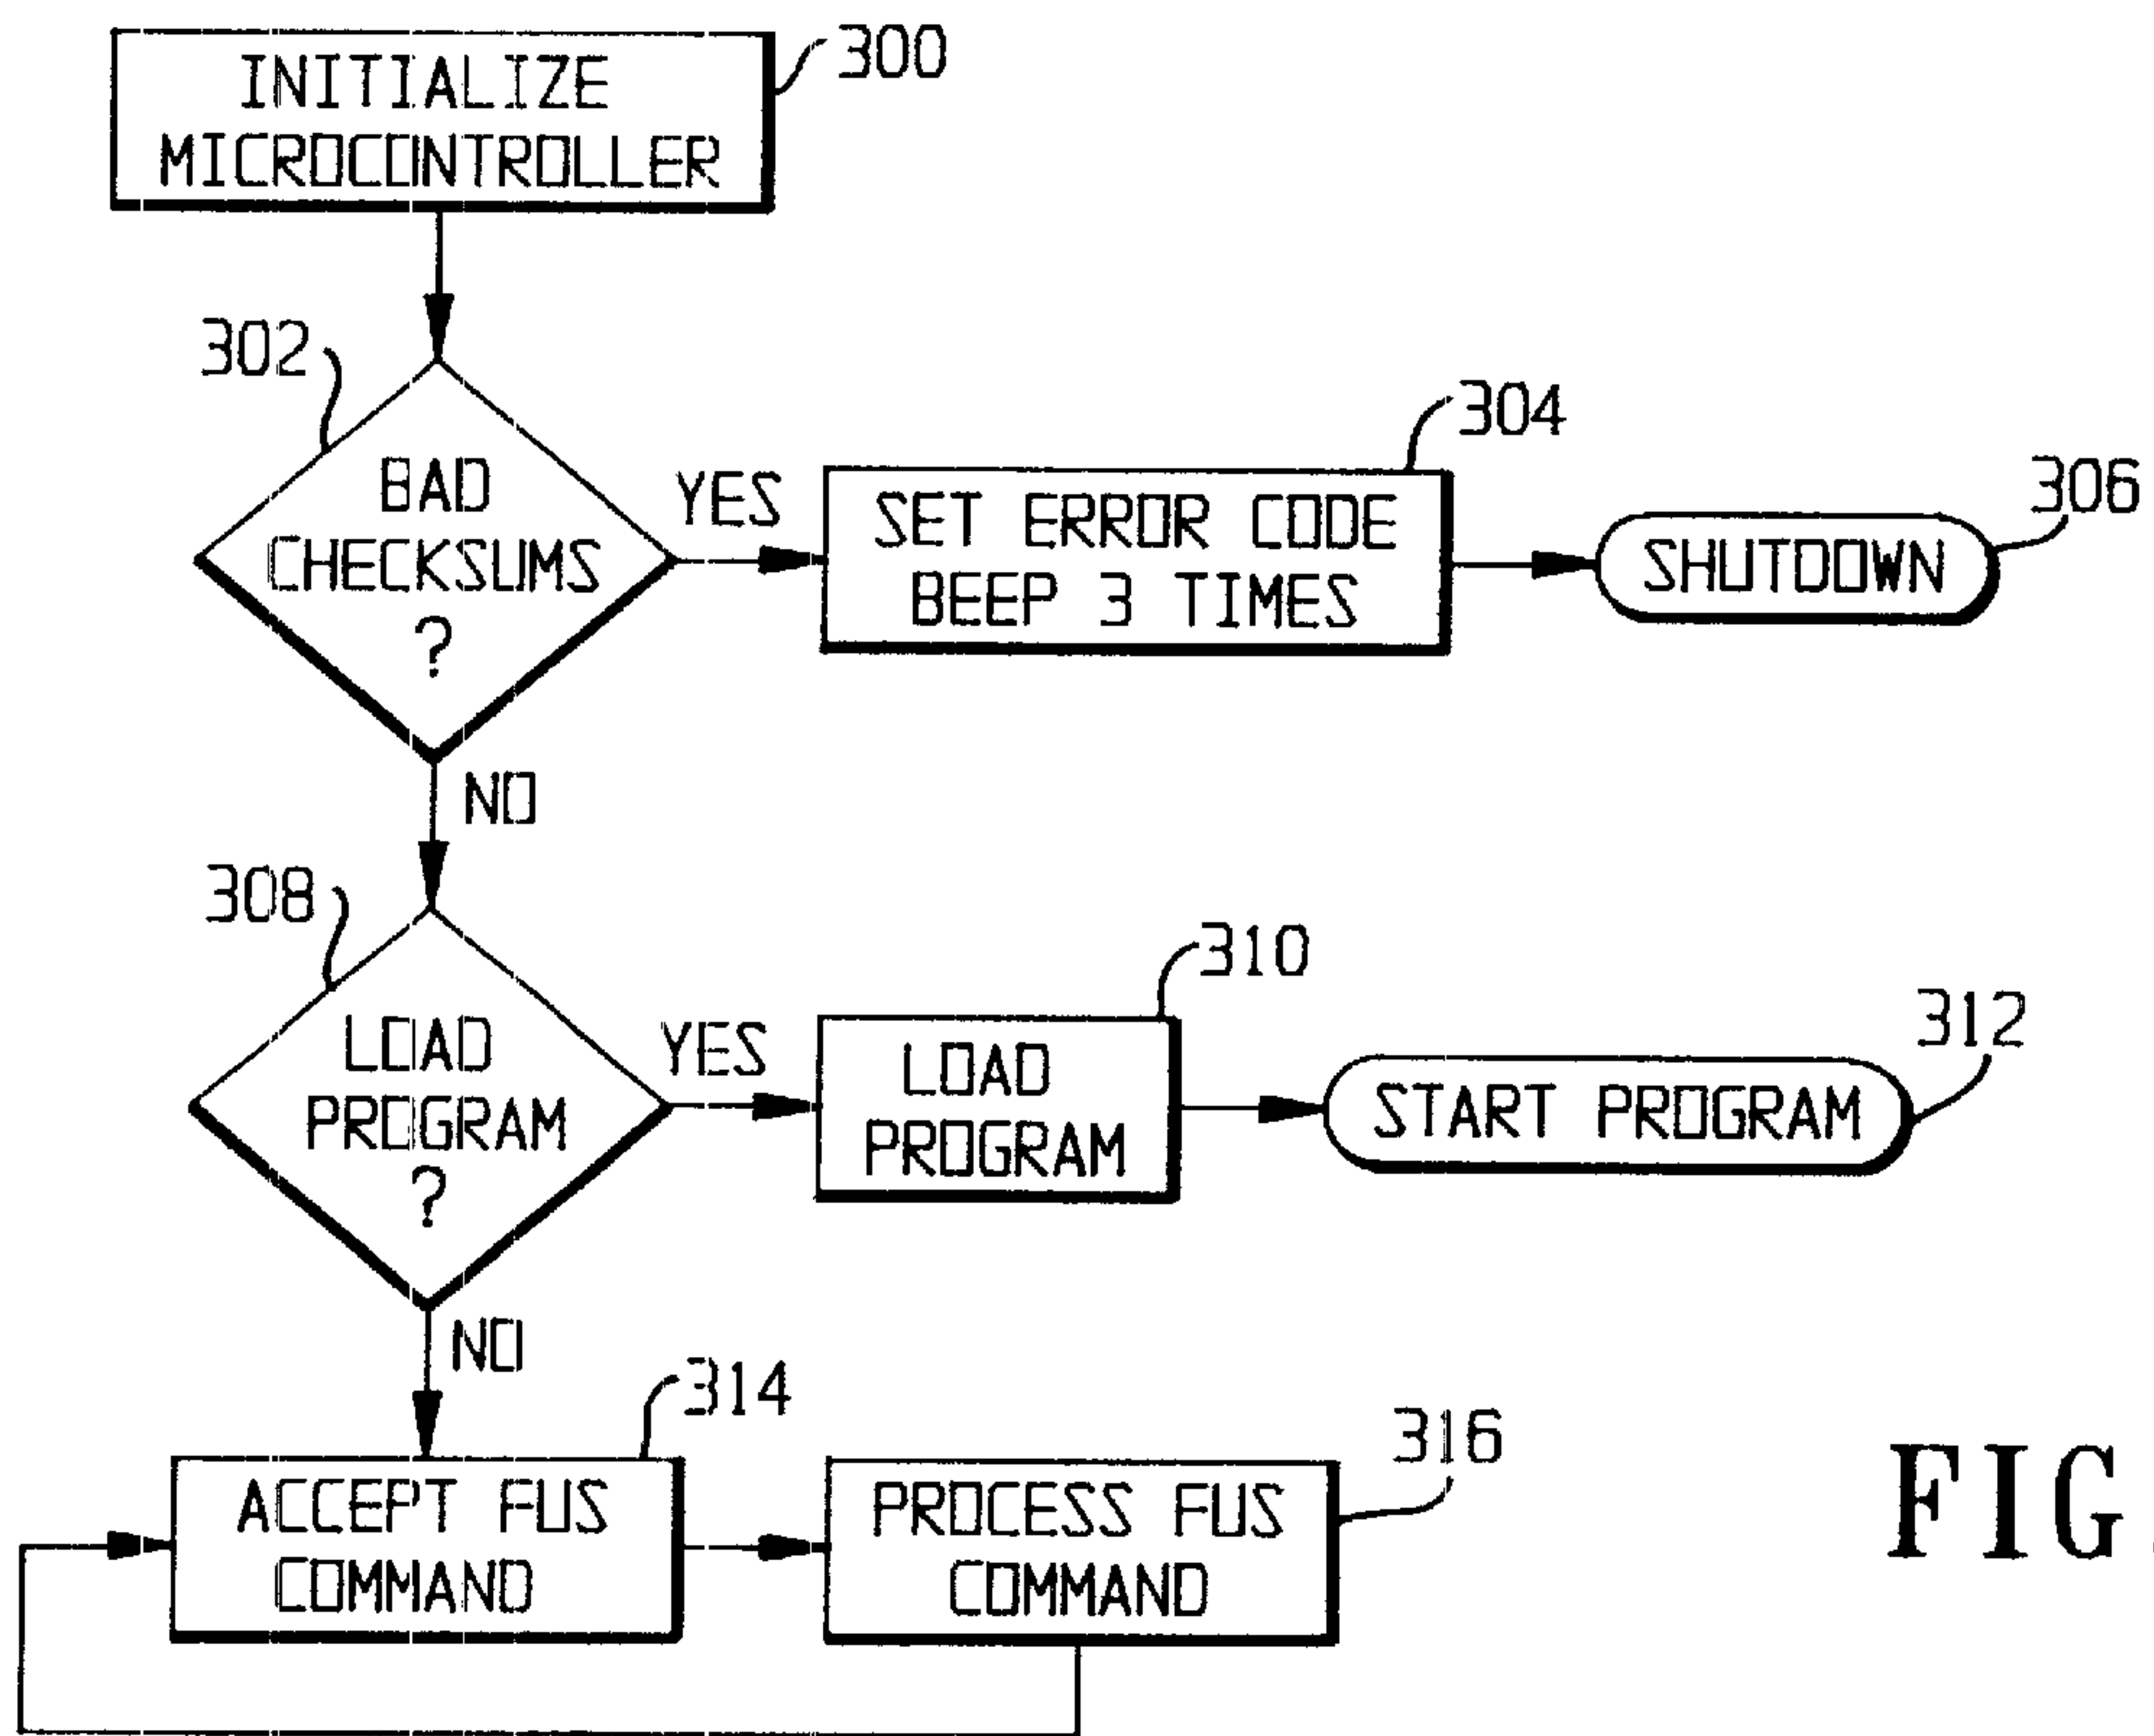 300
INITIALIZE
MICROCONTROLLER
302
BAD
CHECKSUMS
?
YES
304
SET ERROR CODE
BEEP 3 TIMES
306
SHUTDOWN
NO
308
LOAD
PROGRAM
?
YES
310
LOAD
PROGRAM
312
START PROGRAM
NO
314
ACCEPT FUS
COMMAND
316
PROCESS FUS
COMMAND
FIG.